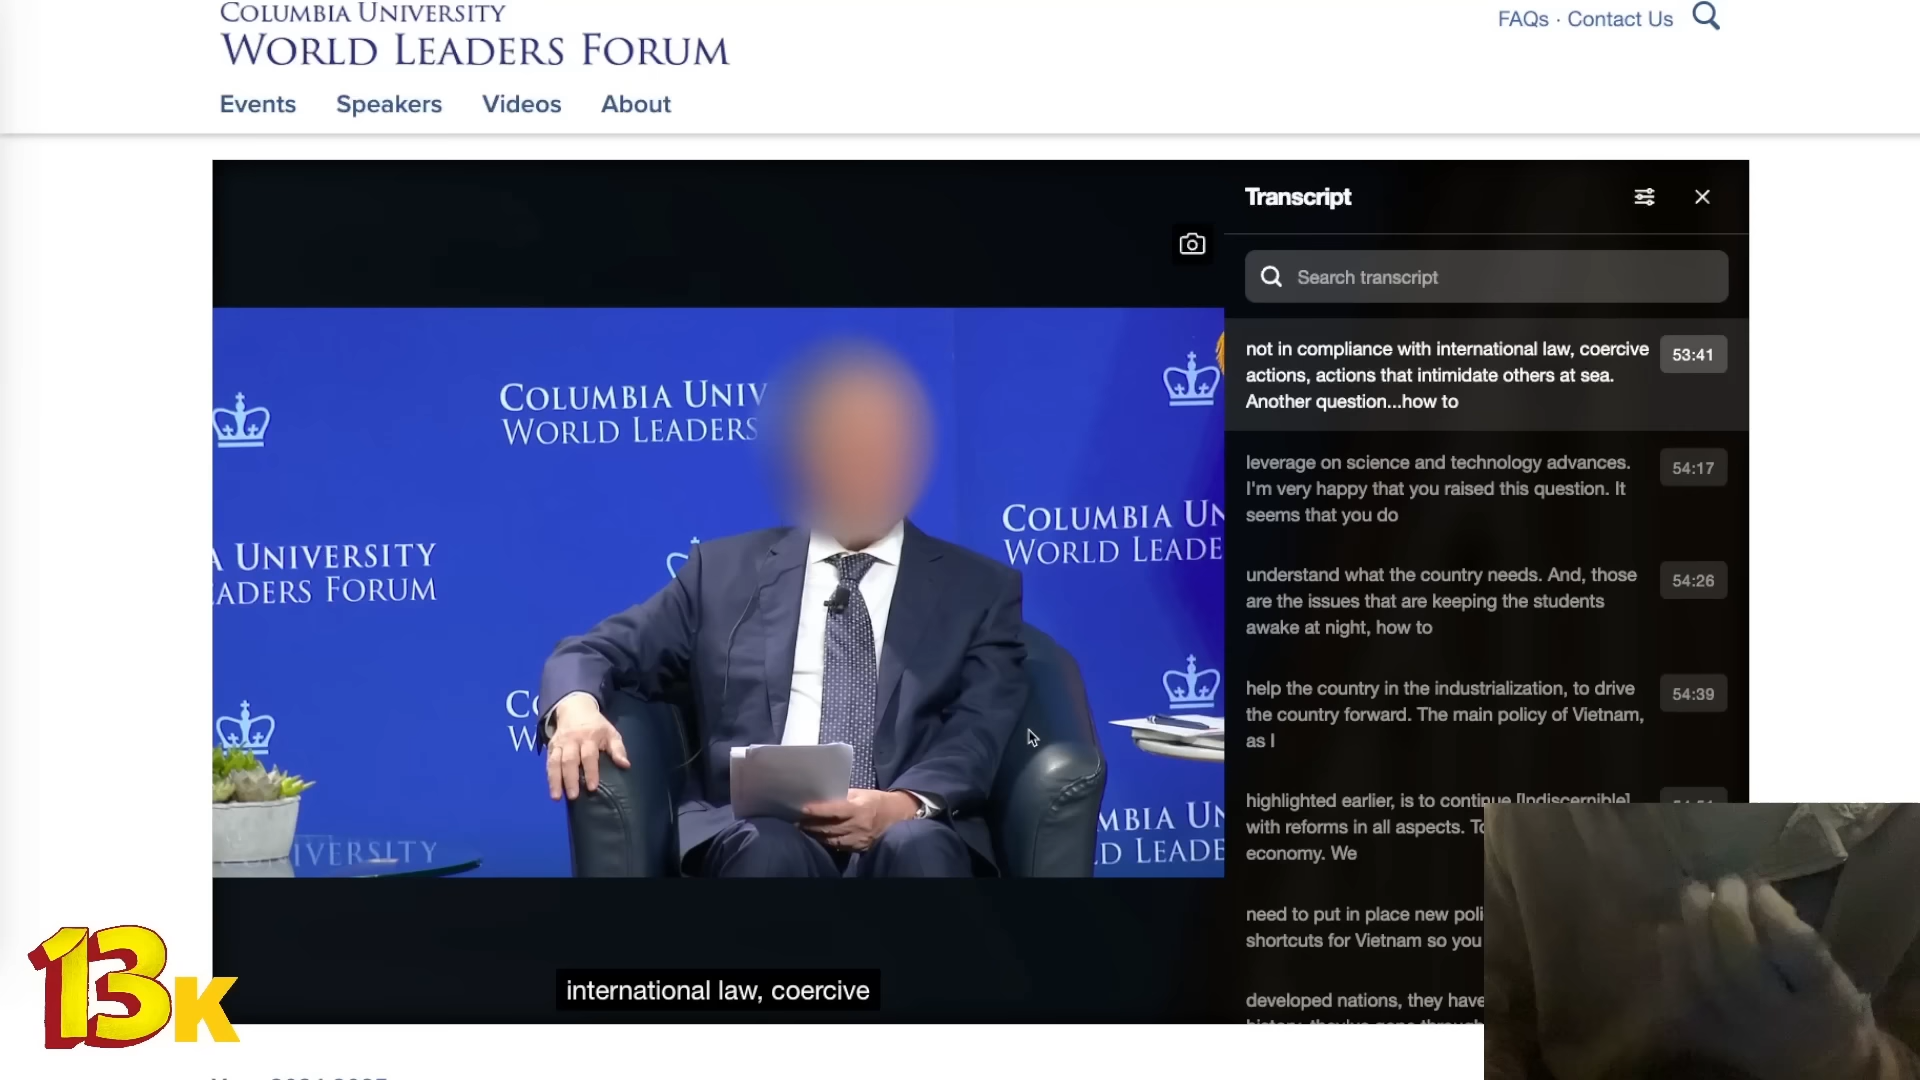 COLUMBIA UNIVERSITY
WORLD LEADERS FORUM
FAQs · Contact Us
Events
Speakers
Videos
About
COLUMBIA UNIV
WORLD LEADERS
A UNIVERSITY
EADERS FORUM
COLUMBIA UN
WORLD LEADE
MBIA UN
D LEADE
IVERSITY
international law, coercive
13K
Transcript
Search transcript
not in compliance with international law, coercive
actions, actions that intimidate others at sea.
Another question...how to
53:41
leverage on science and technology advances.
I'm very happy that you raised this question. It
seems that you do
54:17
understand what the country needs. And, those
are the issues that are keeping the students
awake at night, how to
54:26
help the country in the industrialization, to drive
the country forward. The main policy of Vietnam,
as I
54:39
highlighted earlier, is to continue [Indiscernible]
with reforms in all aspects. To
economy. We
need to put in place new poli
shortcuts for Vietnam so you
developed nations, they have